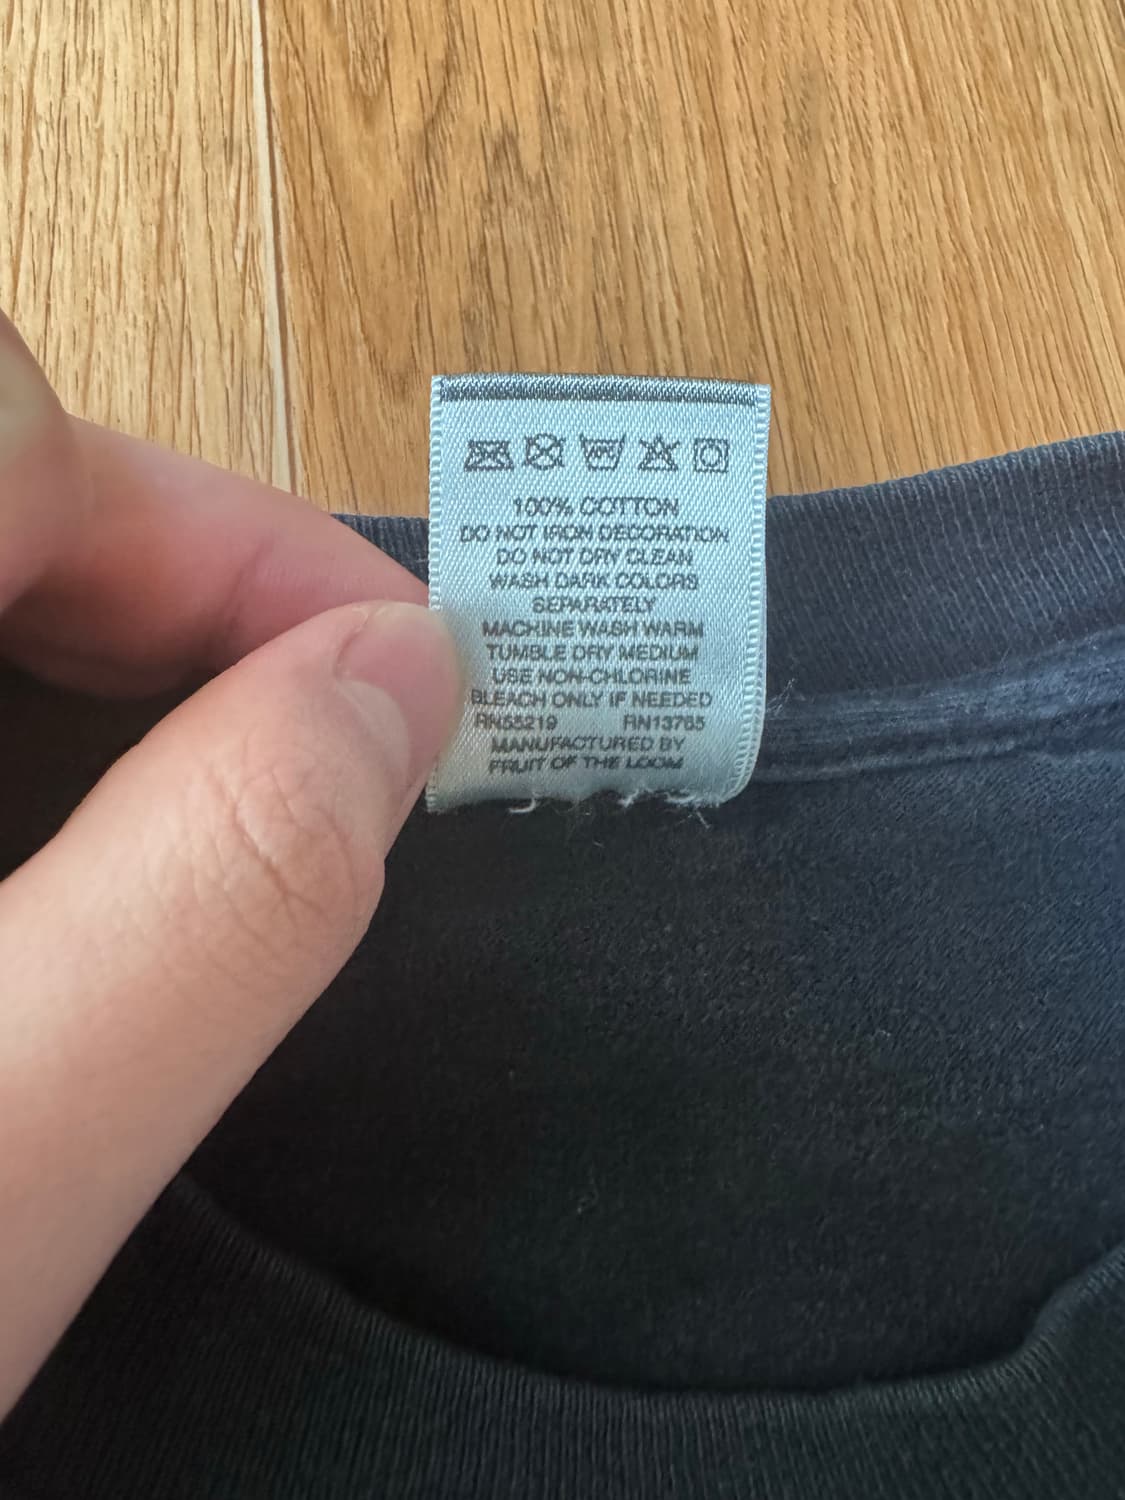 100% COTTON
DO NOT IRON DECORATION
DO NOT DRY CLEAN
WASH DARK COLORS
SEPARATELY
MACHINE WASH WARM
TUMBLE DRY MEDIUM
USE NON-CHLORINE
BLEACH ONLY IF NEEDED
RN55219 RN13765
MANUFACTURED BY
FRUIT OF THE LOOM